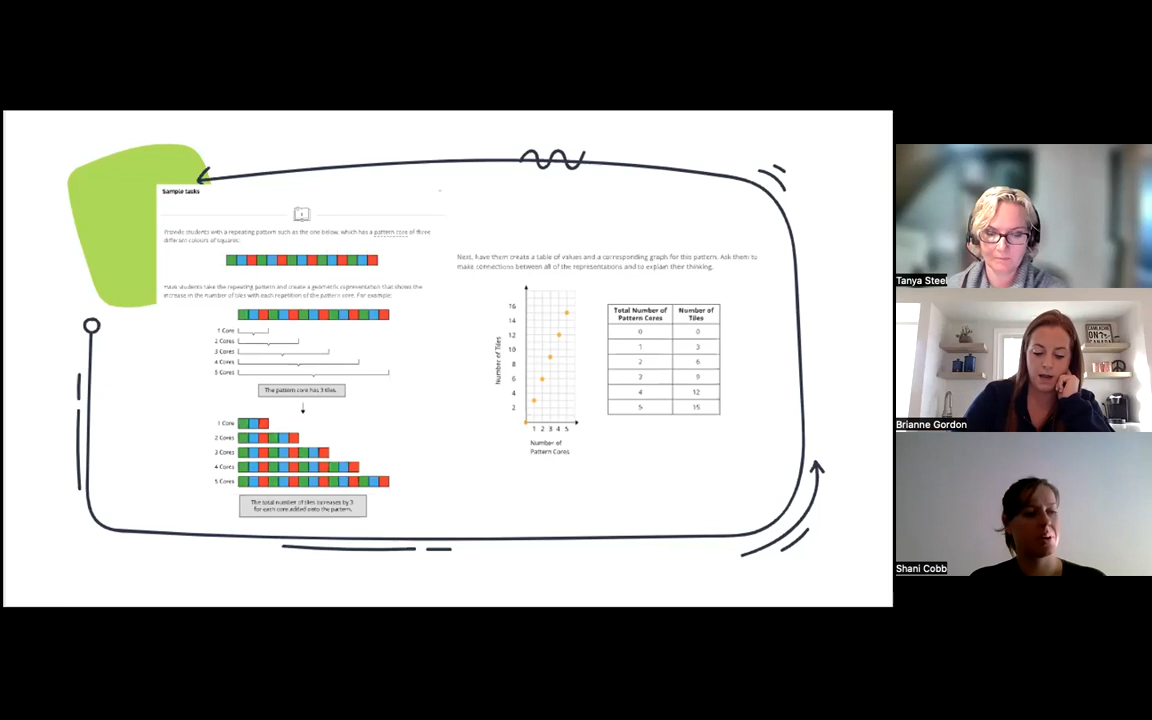 Sample tasks
1
Provide students with a repeating pattern such as the one below, which has a pattern core of three
different colours of squares:
Have students take the repeating pattern and create a geometric representation that shows the
increase in the number of tiles with each repetition of the pattern core. For example:
1 Core
2 Cores
3 Cores
4 Cores
5 Cores
The pattern core has 3 tiles.
1 Core
2 Cores
3 Cores
4 Cores
5 Cores
The total number of tiles increases by 3
for each core added onto the pattern.
Next, have them create a table of values and a corresponding graph for this pattern. Ask them to
make connections between all of the representations and to explain their thinking.
Number of Tiles
16
14
12
10
8
6
4
2
1 2 3 4 5
Number of
Pattern Cores
Total Number of Pattern Cores Number of Tiles
0 0
1 3
2 6
3 9
4 12
5 15
Tanya Steel
Brianne Gordon
Shani Cobb